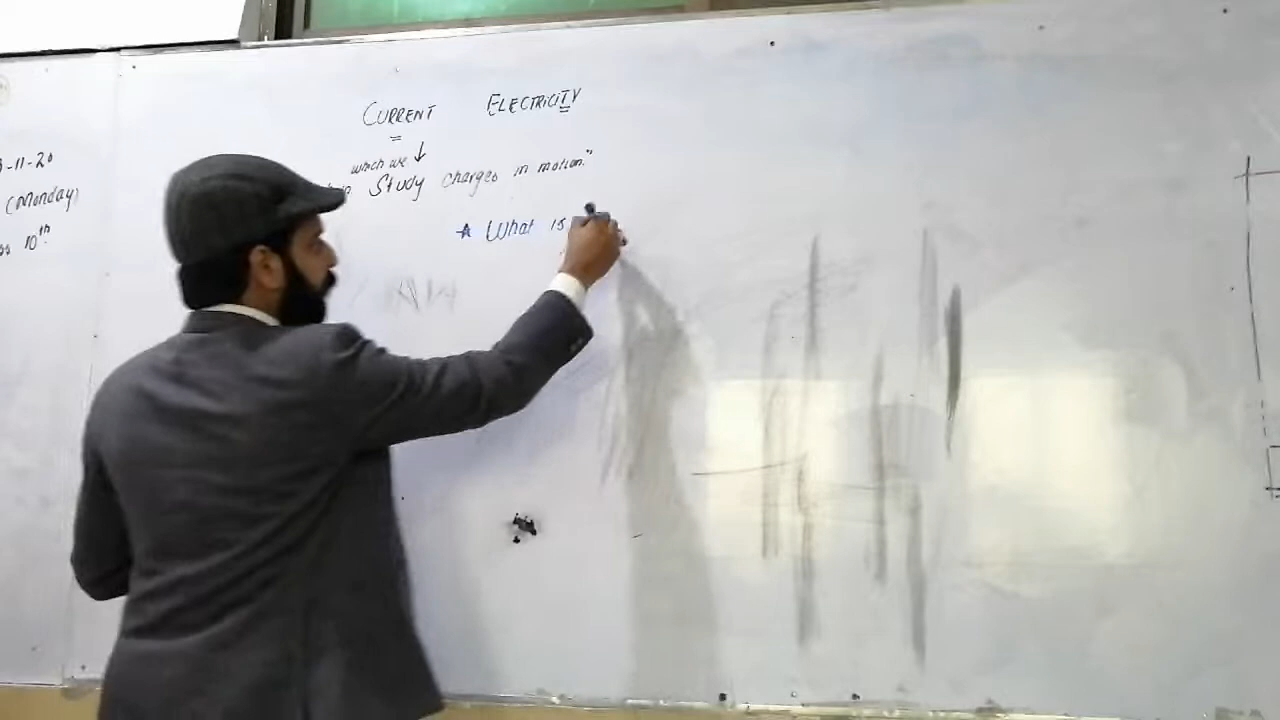 -11-20
(Monday)
10th
CURRENT ELECTRICITY
which we ↓
Study charges in motion."
★ What is